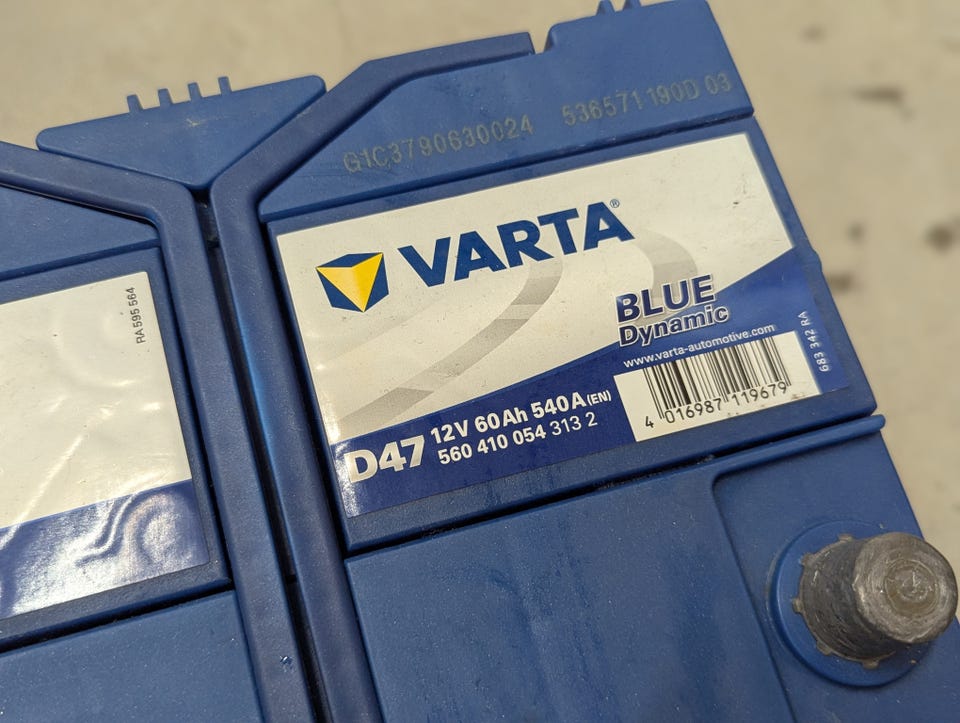 G1C3790630024 536571 190D 03
VARTA®
BLUE
Dynamic
www.varta-automotive.com
D47 12V 60Ah 540A (EN)
560 410 054 313 2
4 016987 119679
683 342 RA
RA 595 564